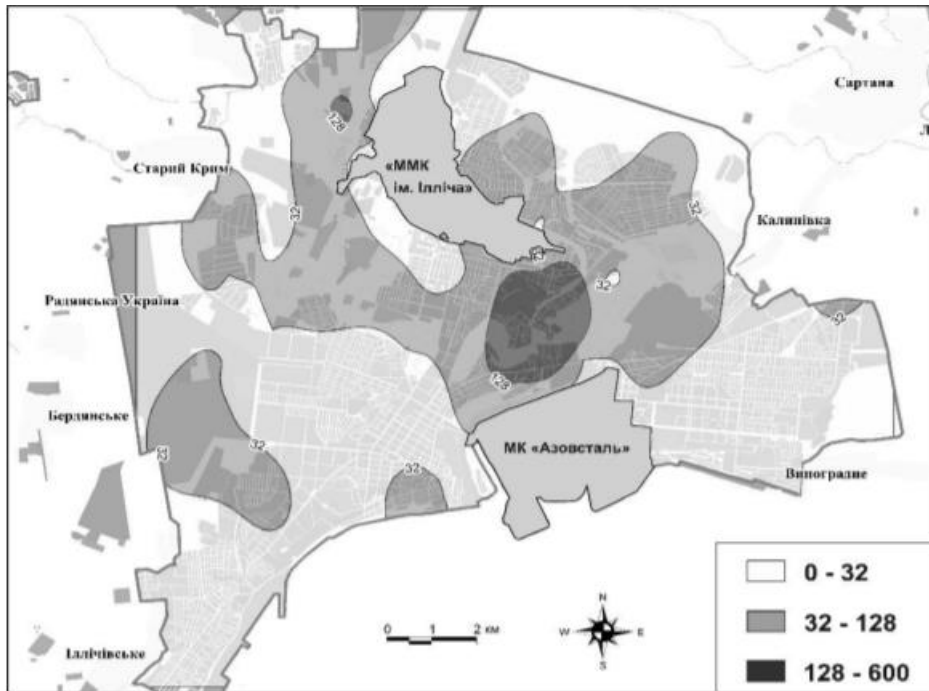 Сартана
128
Старий Крим
«ММК
ім. Ілліча»
32
32
Калинівка
32
32
Радянська Україна
32
128
Бердянське
32
32
32
МК «Азовсталь»
Виноградне
0 - 32
32 - 128
128 - 600
0 1 2 км
N
W E
S
Іллічівське